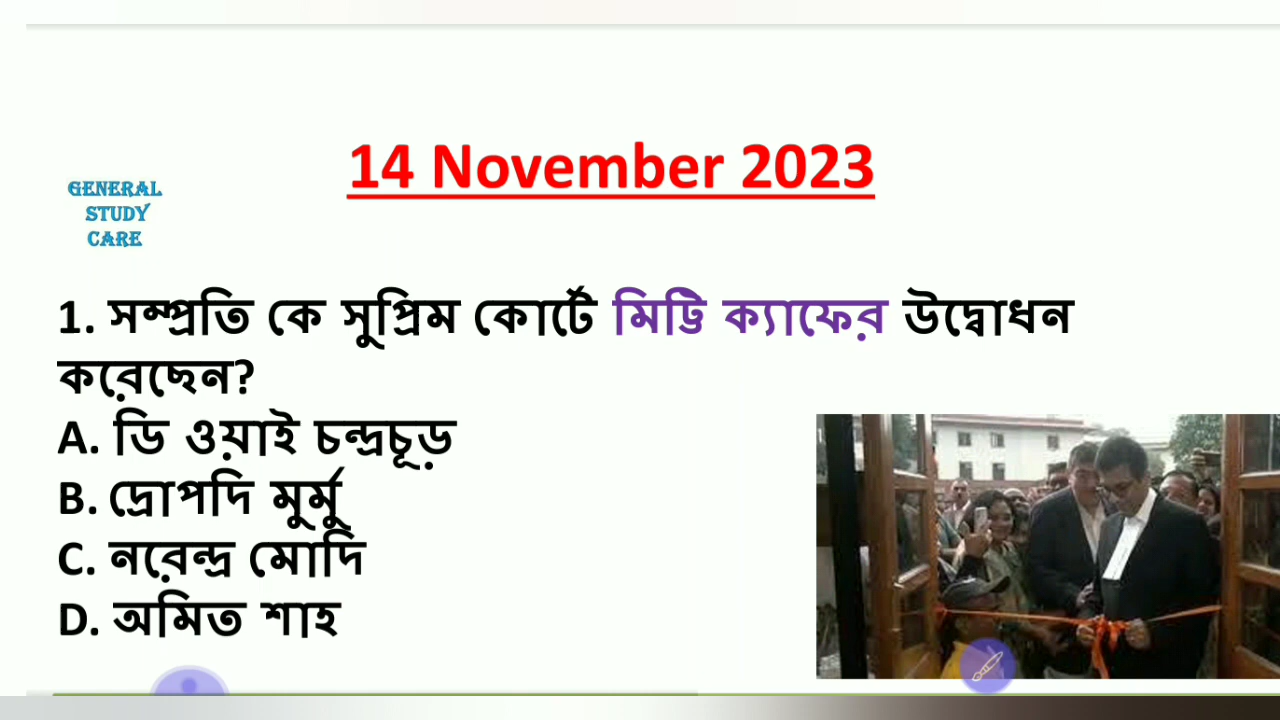 14 November 2023
GENERAL
STUDY
CARE
1. সম্প্রতি কে সুপ্রিম কোর্টে মিট্টি ক্যাফের উদ্বোধন
করেছেন?
A. ডি ওয়াই চন্দ্রচূড়
B. দ্রোপদি মুর্মু
C. নরেন্দ্র মোদি
D. অমিত শাহ